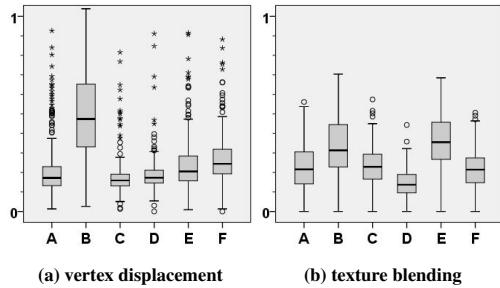 1
0
A B C D E F
(a) vertex displacement
1
0
A B C D E F
(b) texture blending